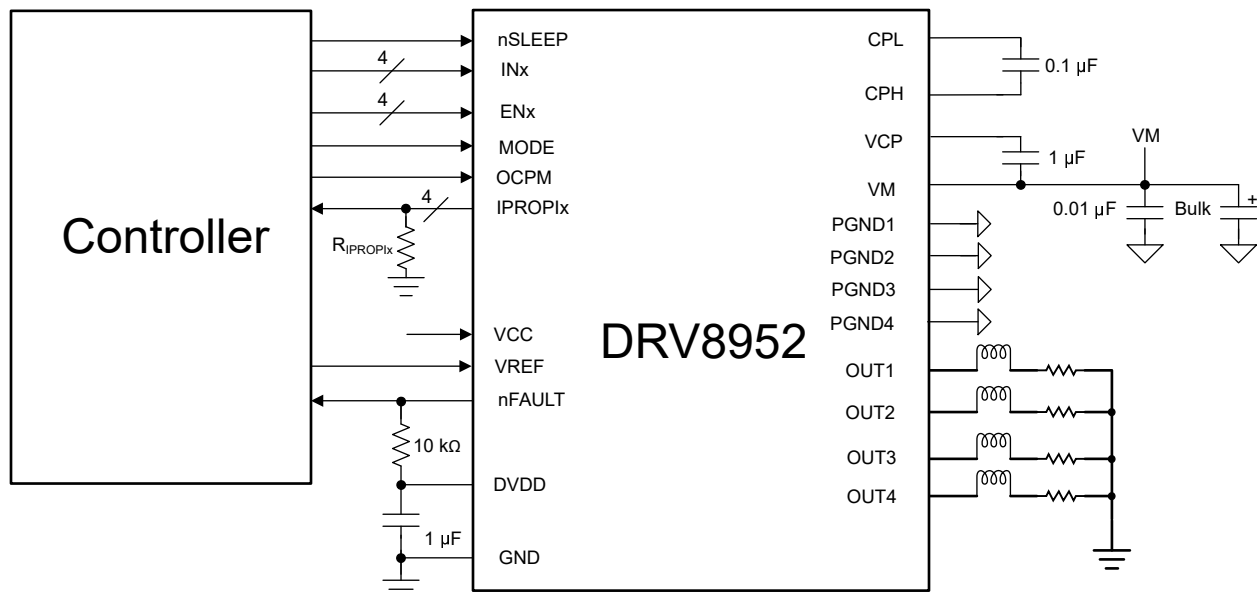 Controller
DRV8952
nSLEEP
4
INx
4
ENx
MODE
OCPM
4
IPROPIx
RIPROPIx
VCC
VREF
nFAULT
10 kΩ
DVDD
1 µF
GND
CPL
0.1 µF
CPH
VCP
1 µF
VM
VM
0.01 µF
Bulk
+
PGND1
PGND2
PGND3
PGND4
OUT1
OUT2
OUT3
OUT4